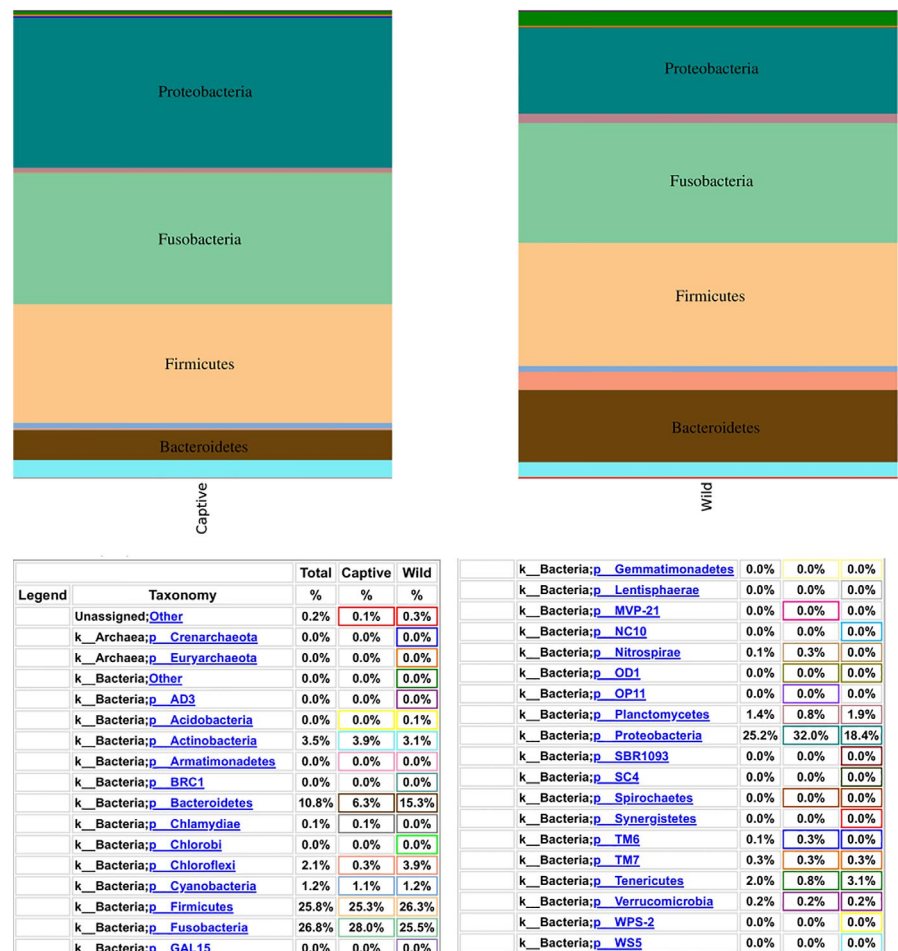 Proteobacteria
Fusobacteria
Firmicutes
Bacteroidetes
Captive
Proteobacteria
Fusobacteria
Firmicutes
Bacteroidetes
Wild
Total Captive Wild
Legend Taxonomy % % %
Unassigned;Other 0.2% 0.1% 0.3%
k__Archaea;p__Crenarchaeota 0.0% 0.0% 0.0%
k__Archaea;p__Euryarchaeota 0.0% 0.0% 0.0%
k__Bacteria;Other 0.0% 0.0% 0.0%
k__Bacteria;p__AD3 0.0% 0.0% 0.0%
k__Bacteria;p__Acidobacteria 0.0% 0.0% 0.1%
k__Bacteria;p__Actinobacteria 3.5% 3.9% 3.1%
k__Bacteria;p__Armatimonadetes 0.0% 0.0% 0.0%
k__Bacteria;p__BRC1 0.0% 0.0% 0.0%
k__Bacteria;p__Bacteroidetes 10.8% 6.3% 15.3%
k__Bacteria;p__Chlamydiae 0.1% 0.1% 0.0%
k__Bacteria;p__Chlorobi 0.0% 0.0% 0.0%
k__Bacteria;p__Chloroflexi 2.1% 0.3% 3.9%
k__Bacteria;p__Cyanobacteria 1.2% 1.1% 1.2%
k__Bacteria;p__Firmicutes 25.8% 25.3% 26.3%
k__Bacteria;p__Fusobacteria 26.8% 28.0% 25.5%
k__Bacteria;p__GAL15 0.0% 0.0% 0.0%
k__Bacteria;p__Gemmatimonadetes 0.0% 0.0% 0.0%
k__Bacteria;p__Lentisphaerae 0.0% 0.0% 0.0%
k__Bacteria;p__MVP-21 0.0% 0.0% 0.0%
k__Bacteria;p__NC10 0.0% 0.0% 0.0%
k__Bacteria;p__Nitrospirae 0.1% 0.3% 0.0%
k__Bacteria;p__OD1 0.0% 0.0% 0.0%
k__Bacteria;p__OP11 0.0% 0.0% 0.0%
k__Bacteria;p__Planctomycetes 1.4% 0.8% 1.9%
k__Bacteria;p__Proteobacteria 25.2% 32.0% 18.4%
k__Bacteria;p__SBR1093 0.0% 0.0% 0.0%
k__Bacteria;p__SC4 0.0% 0.0% 0.0%
k__Bacteria;p__Spirochaetes 0.0% 0.0% 0.0%
k__Bacteria;p__Synergistetes 0.0% 0.0% 0.0%
k__Bacteria;p__TM6 0.1% 0.3% 0.0%
k__Bacteria;p__TM7 0.3% 0.3% 0.3%
k__Bacteria;p__Tenericutes 2.0% 0.8% 3.1%
k__Bacteria;p__Verrucomicrobia 0.2% 0.2% 0.2%
k__Bacteria;p__WPS-2 0.0% 0.0% 0.0%
k__Bacteria;p__WS5 0.0% 0.0% 0.0%